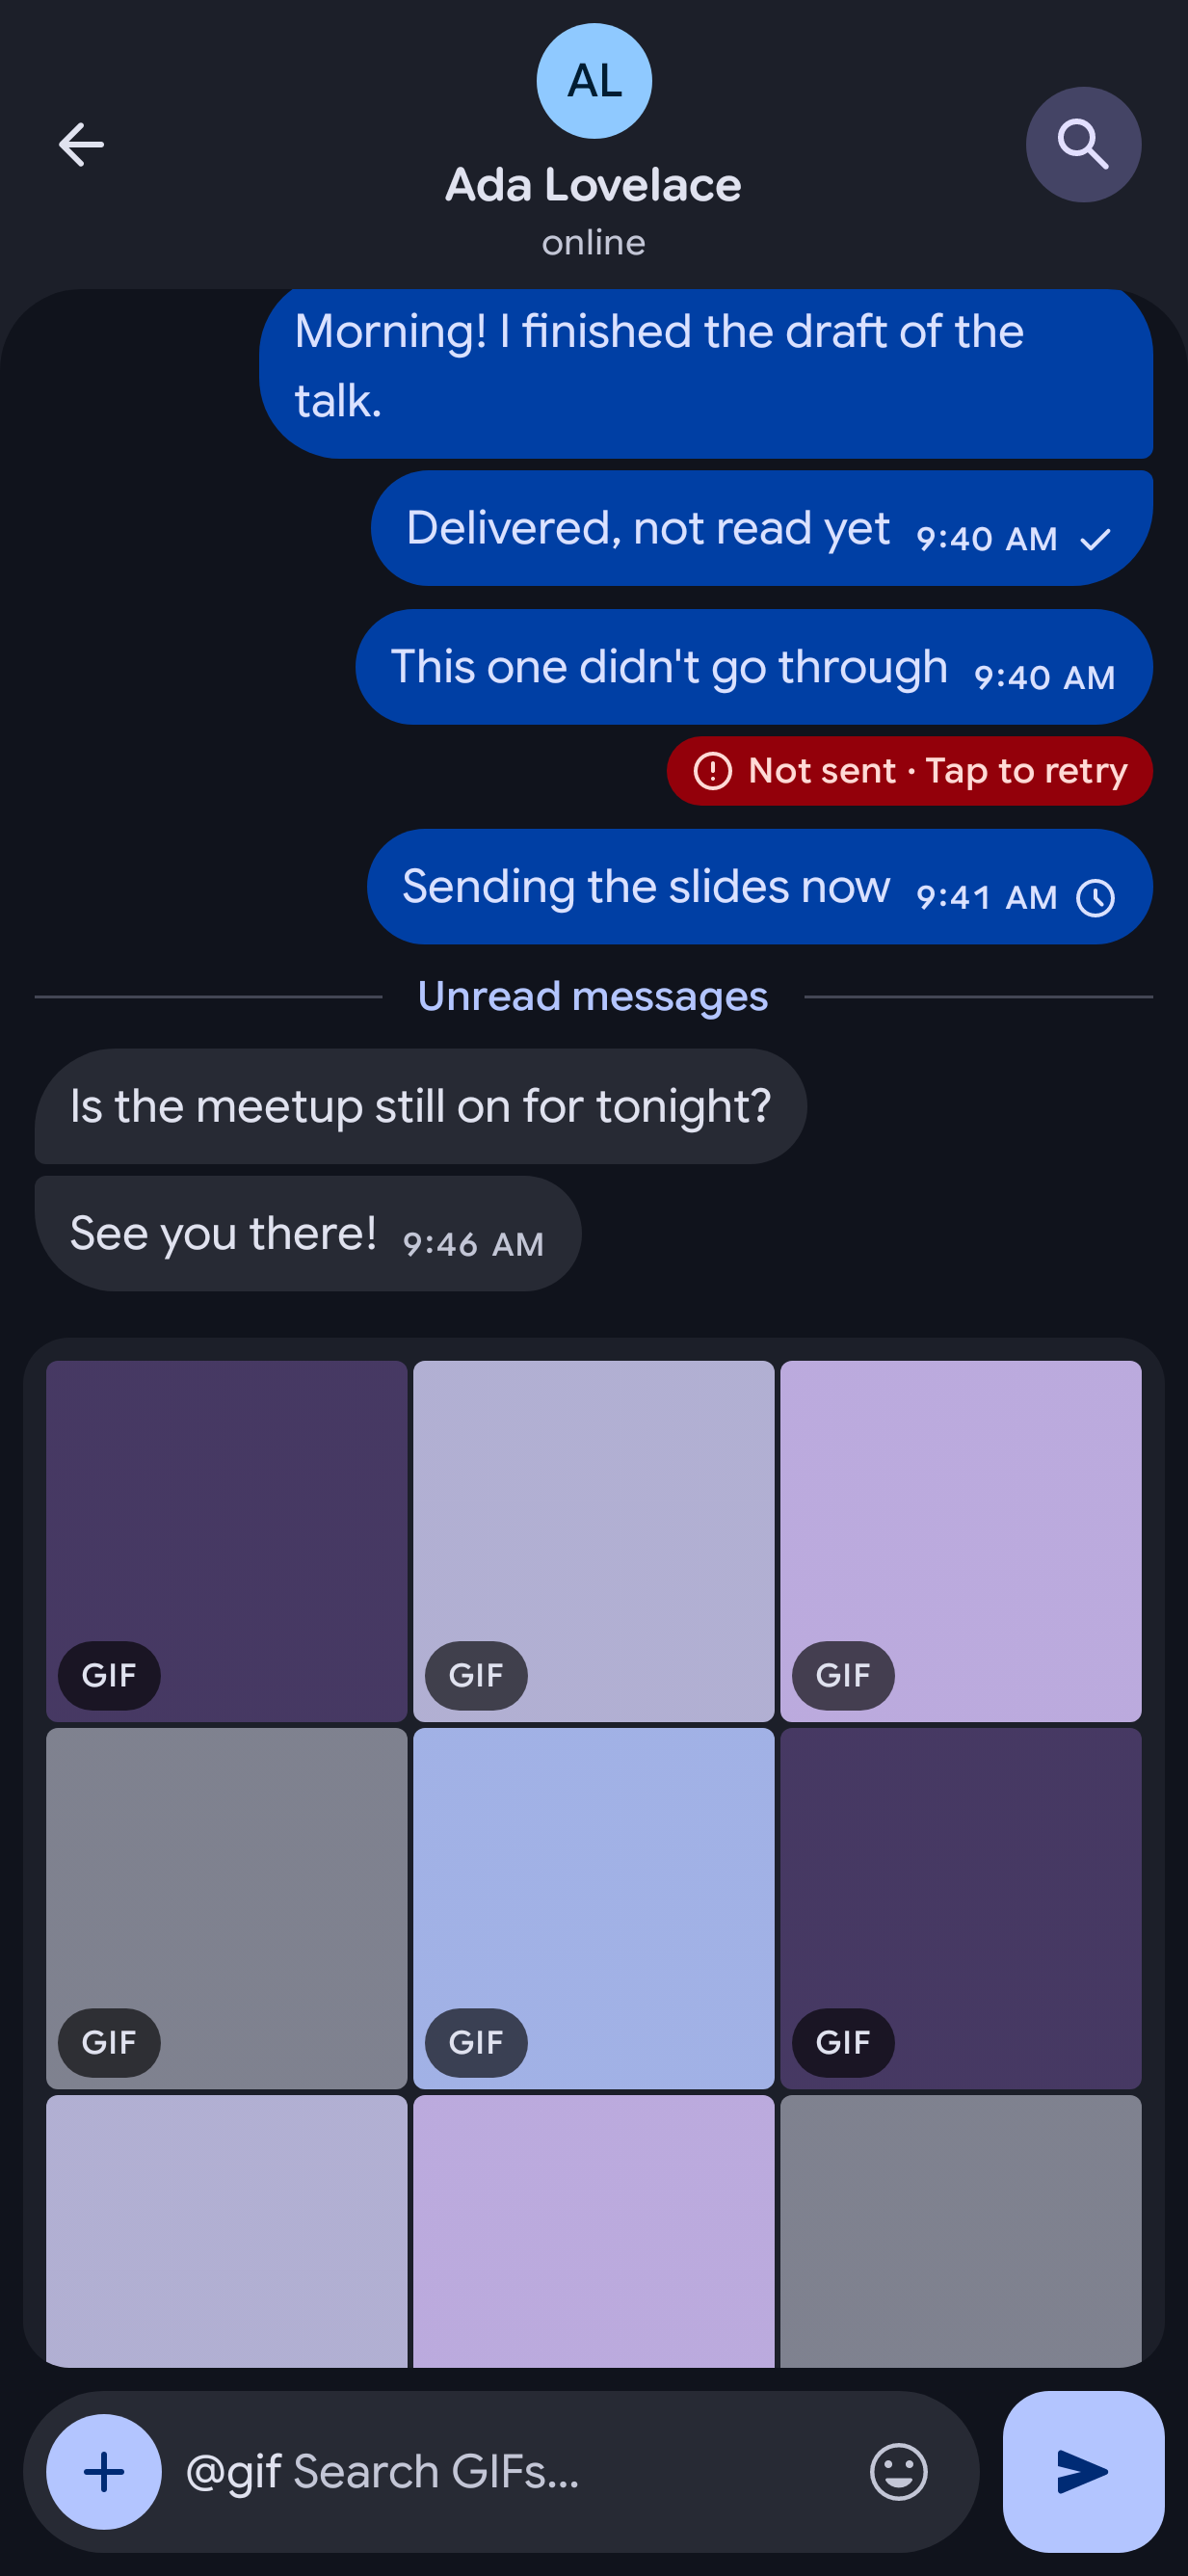 AL
Ada Lovelace
online
Morning! I finished the draft of the
talk.
Delivered, not read yet 9:40 AM
This one didn't go through 9:40 AM
Not sent · Tap to retry
Sending the slides now 9:41 AM
Unread messages
Is the meetup still on for tonight?
See you there! 9:46 AM
GIF GIF GIF
GIF GIF GIF
@gif Search GIFs...